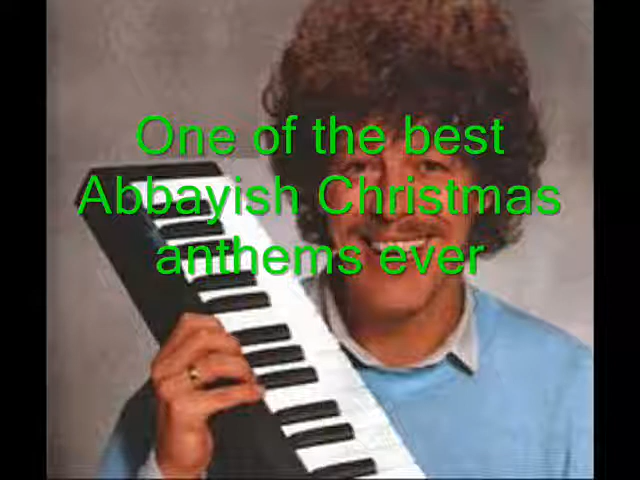 One of the best
Abbayish Christmas
anthems ever